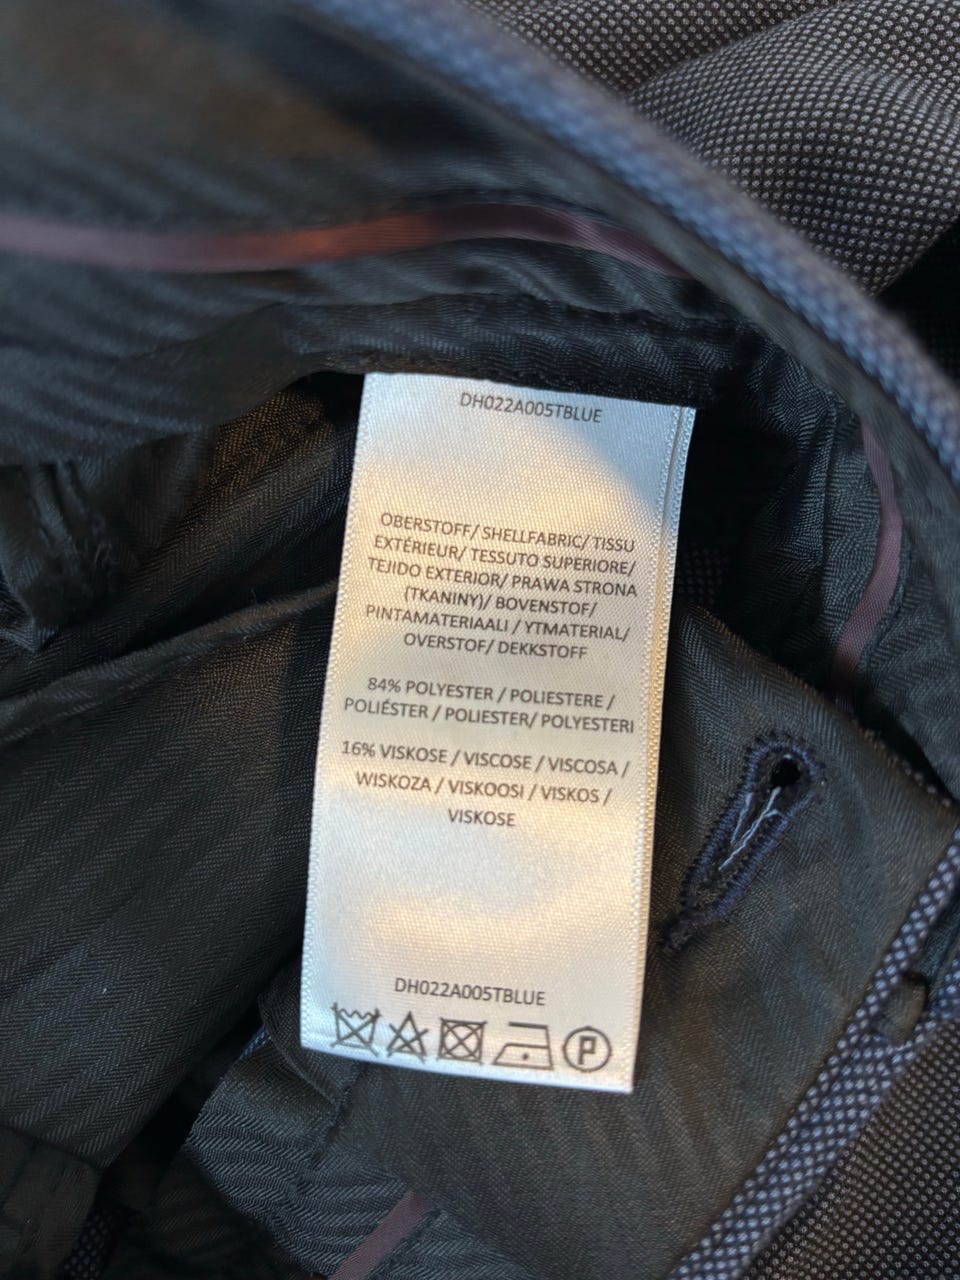 DH022A005TBLUE
OBERSTOFF/ SHELLFABRIC/ TISSU
EXTÉRIEUR/ TESSUTO SUPERIORE/
TEJIDO EXTERIOR/ PRAWA STRONA
(TKANINY)/ BOVENSTOF/
PINTAMATERIAALI / YTMATERIAL/
OVERSTOF/ DEKKSTOFF
84% POLYESTER / POLIESTERE /
POLIÉSTER / POLIESTER/ POLYESTERI
16% VISKOSE / VISCOSE / VISCOSA /
WISKOZA / VISKOOSI / VISKOS /
VISKOSE
DH022A005TBLUE
P